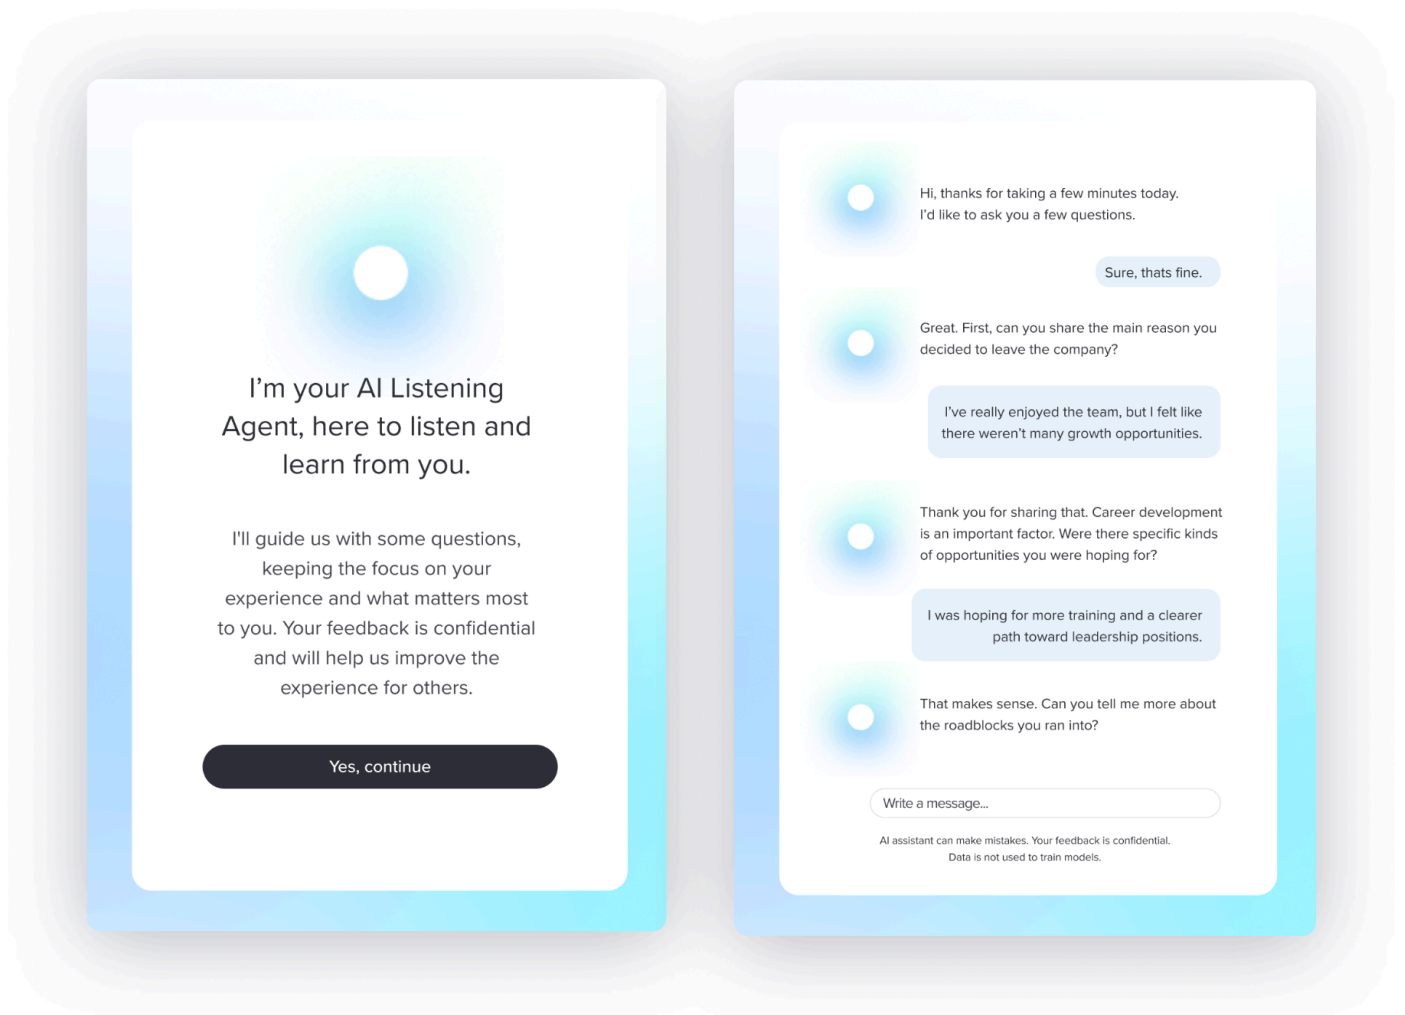 I’m your AI Listening
Agent, here to listen and
learn from you.
I'll guide us with some questions,
keeping the focus on your
experience and what matters most
to you. Your feedback is confidential
and will help us improve the
experience for others.
Yes, continue
Hi, thanks for taking a few minutes today.
I’d like to ask you a few questions.
Sure, thats fine.
Great. First, can you share the main reason you
decided to leave the company?
I’ve really enjoyed the team, but I felt like
there weren’t many growth opportunities.
Thank you for sharing that. Career development
is an important factor. Were there specific kinds
of opportunities you were hoping for?
I was hoping for more training and a clearer
path toward leadership positions.
That makes sense. Can you tell me more about
the roadblocks you ran into?
Write a message...
AI assistant can make mistakes. Your feedback is confidential.
Data is not used to train models.